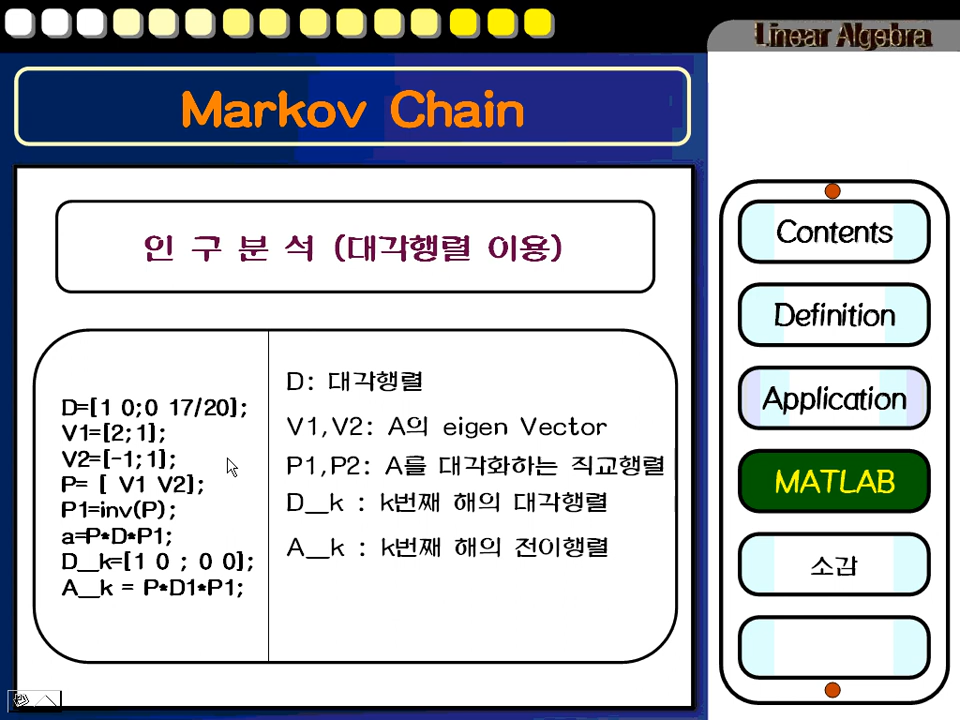 Linear Algebra
Markov Chain
인 구 분 석 (대각행렬 이용)
D=[1 0;0 17/20];
V1=[2;1];
V2=[-1;1];
P= [ V1 V2];
P1=inv(P);
a=P*D*P1;
D_k=[1 0 ; 0 0];
A_k = P*D1*P1;
D: 대각행렬
V1,V2: A의 eigen Vector
P1,P2: A를 대각화하는 직교행렬
D_k : k번째 해의 대각행렬
A_k : k번째 해의 전이행렬
Contents
Definition
Application
MATLAB
소감